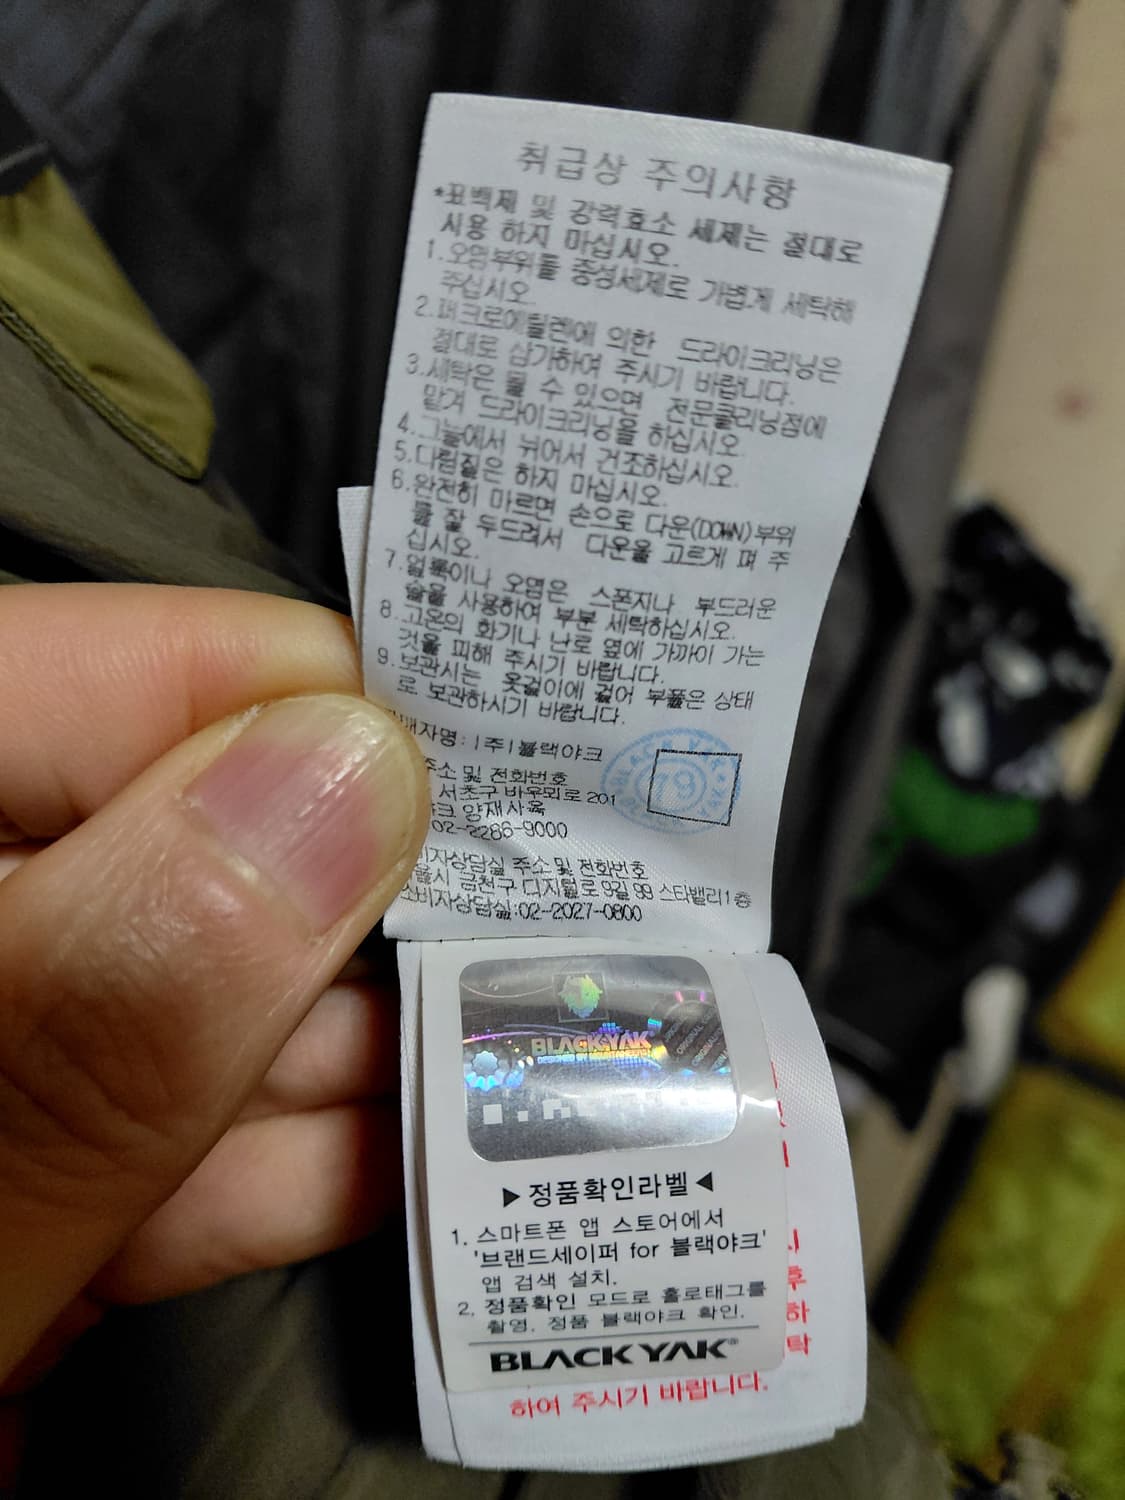 취급상 주의사항
*표백제 및 강력효소 세제는 절대로
시용 하지 마십시오.
1.오염부위를 중성세제로 가볍게 세탁해
주십시오.
2.퍼크로에틸렌에 의한 드라이크리닝은
절대로 삼가하여 주시기 바랍니다.
3.세탁은 될 수 있으면 전문클리닝점에
맡겨 드라이크리닝을 하십시오.
4.그늘에서 뉘어서 건조하십시오.
5.다림질은 하지 마십시오.
6.완전히 마르면 손으로 다운(DOWN)부위
를 잘 두드려서 다운을 고르게 펴 주
십시오.
7.얼룩이나 오염은 스폰지나 부드러운
솔을 사용하여 부분 세탁하십시오.
8.고온의 화기나 난로 옆에 가까이 가는
것을 피해 주시기 바랍니다.
9.보관시는 옷걸이에 걸어 부풀은 상태
로 보관하시기 바랍니다.
매자명: (주)블랙야크
주소 및 전화번호
서초구 바우뫼로 201
크 양재사옥
02-2286-9000
BLACK YAK
79
비자상담실 주소 및 전화번호
울시 금천구 디지털로9길 99 스타밸리1층
소비자상담실:02-2027-0800
BLACKYAK
▶정품확인라벨◀
1. 스마트폰 앱 스토어에서
'브랜드세이퍼 for 블랙야크'
앱 검색 설치.
2. 정품확인 모드로 홀로태그를
촬영, 정품 블랙야크 확인.
BLACK YAK®
후
하
탁
하여 주시기 바랍니다.